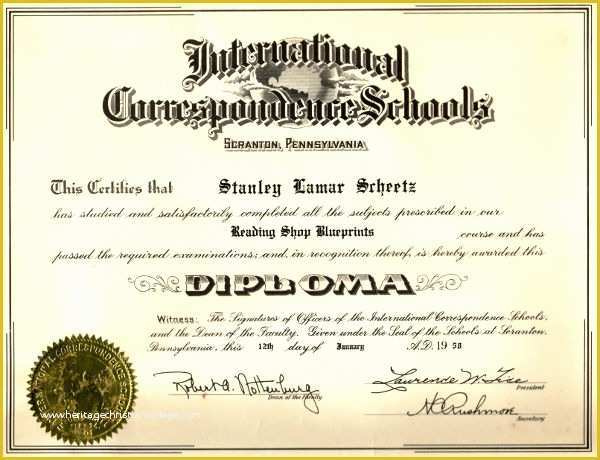 International
Correspondence Schools
Scranton, Pennsylvania
This Certifies that Stanley Lamar Scheetz
has studied and satisfactorily completed all the subjects prescribed in our
Reading Shop Blueprints course and has
passed the required examinations; and, in recognition thereof, is hereby awarded this
DIPLOMA
Witness: The Signatures of Officers of the International Correspondence Schools,
and the Dean of the Faculty. Given under the Seal of the Schools at Scranton,
Pennsylvania, this 12th day of January A.D. 19 50
Dean of the Faculty
Lawrence W. Tice
President
Secretary